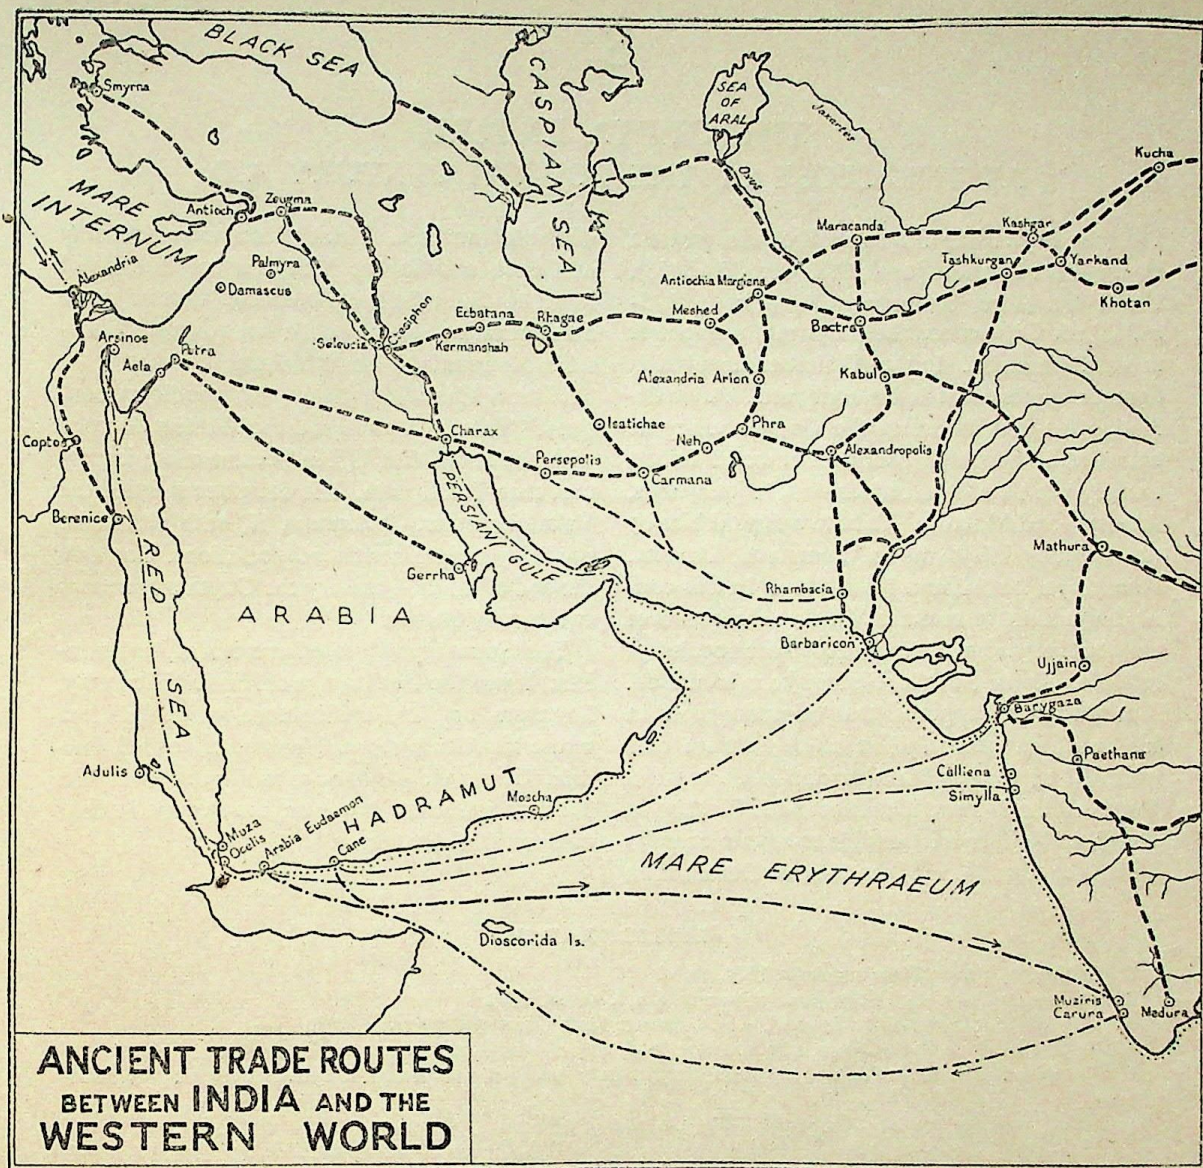 BLACK SEA
CASPIAN SEA
SEA
OF
ARAL
Jaxartes
Oxus
Smyrna
MARE
INTERNUM
Antioch
Zeugma
Palmyra
Damascus
Alexandria
Arsinoe
Aela
Petra
Seleucia
Ctesiphon
Ecbatana
Kermanshah
Rhagae
Meshed
Antiochia Margiana
Maracanda
Kucha
Kashgar
Tashkurgan
Yarkand
Khotan
Bactra
Alexandria Arion
Kabul
Isatichae
Neh
Phra
Alexandropolis
Charax
Persepolis
Carmana
Coptos
Berenice
PERSIAN GULF
Gerrha
RED SEA
ARABIA
Rhambacia
Barbaricon
Mathura
Ujjain
Barygaza
Paethana
Calliena
Simylla
Adulis
Muza
Ocelis
Arabia Eudaemon
Cane
HADRAMUT
Moscha
MARE ERYTHRAEUM
Dioscorida Is.
Muziris
Carura
Madura
ANCIENT TRADE ROUTES
BETWEEN INDIA AND THE
WESTERN WORLD